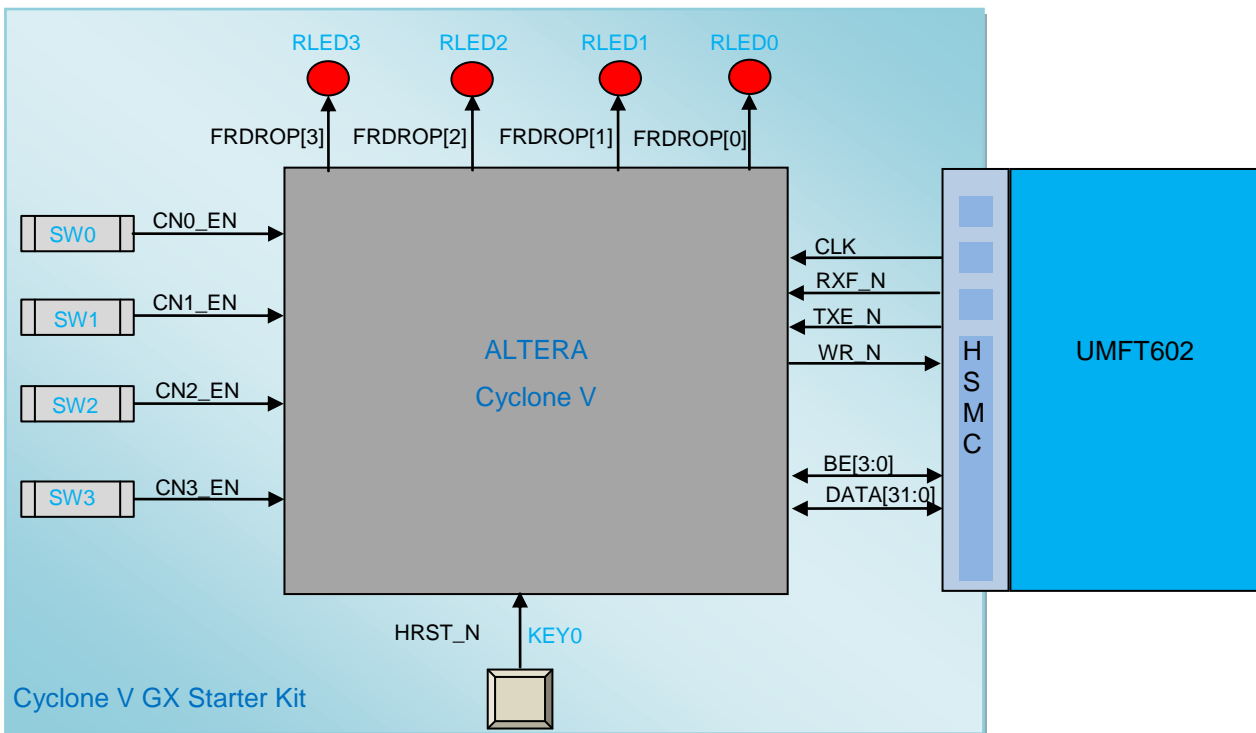 RLED3 RLED2 RLED1 RLED0
FRDROP[3] FRDROP[2] FRDROP[1] FRDROP[0]
SW0 CN0_EN
SW1 CN1_EN
SW2 CN2_EN
SW3 CN3_EN
ALTERA
Cyclone V
CLK
RXF_N
TXE_N
WR_N
BE[3:0]
DATA[31:0]
H
S
M
C
UMFT602
HRST_N KEY0
Cyclone V GX Starter Kit